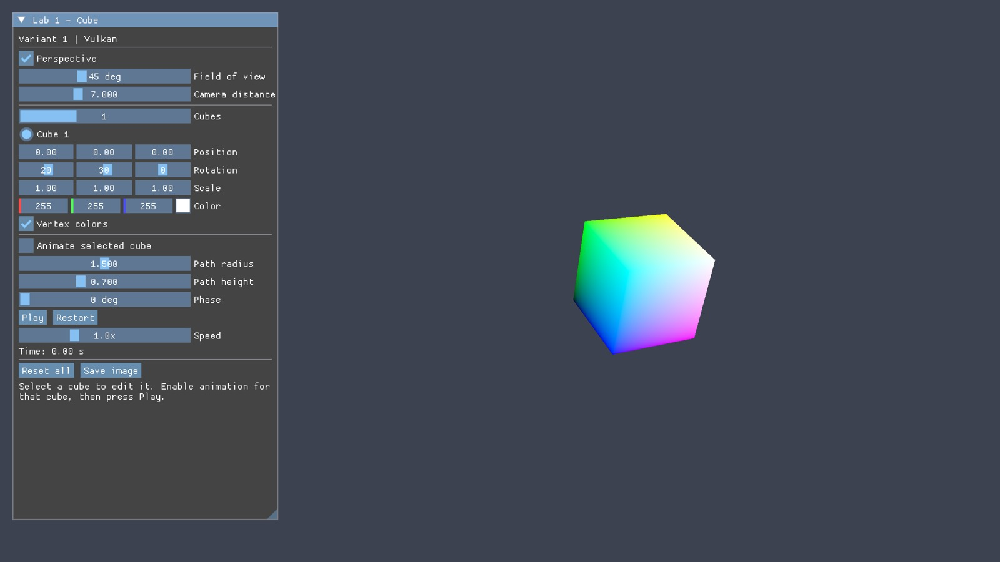 Lab 1 - Cube
Variant 1 | Vulkan
Perspective
45 deg Field of view
7.000 Camera distance
1 Cubes
Cube 1
0.00 0.00 0.00 Position
20 30 0 Rotation
1.00 1.00 1.00 Scale
255 255 255 Color
Vertex colors
Animate selected cube
1.500 Path radius
0.700 Path height
0 deg Phase
Play Restart
1.0x Speed
Time: 0.00 s
Reset all Save image
Select a cube to edit it. Enable animation for
that cube, then press Play.